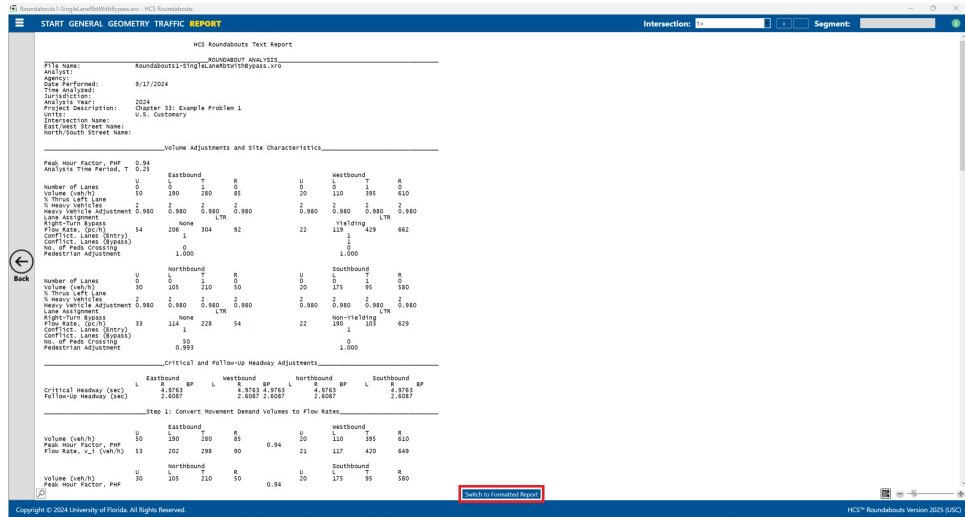 Roundabouts1-SingleLaneRbtWithBypass.xro - HCS Roundabouts
START GENERAL GEOMETRY TRAFFIC REPORT Intersection: 1> Segment:
HCS Roundabouts Text Report
ROUNDABOUT ANALYSIS
File Name: Roundabouts1-SingleLaneRbtwithBypass.xro
Analyst:
Agency:
Date Performed: 9/17/2024
Time Analyzed:
Jurisdiction:
Analysis Year: 2024
Project Description: Chapter 33: Example Problem 1
Units: U.S. Customary
Intersection Name:
East/West Street Name:
North/South Street Name:
Volume Adjustments and Site Characteristics
Peak Hour Factor, PHF 0.94
Analysis Time Period, T 0.25
Eastbound Westbound
U L T R U L T R
Number of Lanes 0 0 1 0 0 0 1 0
Volume (veh/h) 50 190 280 85 20 110 395 610
% Thrus Left Lane
% Heavy Vehicles 2 2 2 2 2 2 2 2
Heavy Vehicle Adjustment 0.980 0.980 0.980 0.980 0.980 0.980 0.980 0.980
Lane Assignment LTR LTR
Right-Turn Bypass None Yielding
Flow Rate, (pc/h) 54 206 304 92 22 119 429 662
Conflict. Lanes (Entry) 1 1
Conflict. Lanes (Bypass) 1
No. of Peds Crossing 0 0
Pedestrian Adjustment 1.000 1.000
Northbound Southbound
U L T R U L T R
Number of Lanes 0 0 1 0 0 0 1 0
Volume (veh/h) 30 105 210 50 20 175 95 580
% Thrus Left Lane
% Heavy Vehicles 2 2 2 2 2 2 2 2
Heavy Vehicle Adjustment 0.980 0.980 0.980 0.980 0.980 0.980 0.980 0.980
Lane Assignment LTR LTR
Right-Turn Bypass None Non-Yielding
Flow Rate, (pc/h) 33 114 228 54 22 190 103 629
Conflict. Lanes (Entry) 1 1
Conflict. Lanes (Bypass)
No. of Peds Crossing 50 0
Pedestrian Adjustment 0.993 1.000
Critical and Follow-Up Headway Adjustments
Eastbound Westbound Northbound Southbound
L R BP L R BP L R BP L R BP
Critical Headway (sec) 4.9763 4.9763 4.9763 4.9763 4.9763
Follow-Up Headway (sec) 2.6087 2.6087 2.6087 2.6087 2.6087
Step 1: Convert Movement Demand Volumes to Flow Rates
Eastbound Westbound
U L T R U L T R
Volume (veh/h) 50 190 280 85 20 110 395 610
Peak Hour Factor, PHF 0.94
Flow Rate, v_i (veh/h) 53 202 298 90 21 117 420 649
Northbound Southbound
U L T R U L T R
Volume (veh/h) 30 105 210 50 20 175 95 580
Peak Hour Factor, PHF 0.94
Back
Switch to Formatted Report
Copyright © 2024 University of Florida. All Rights Reserved. HCS™ Roundabouts Version 2025 (USC)